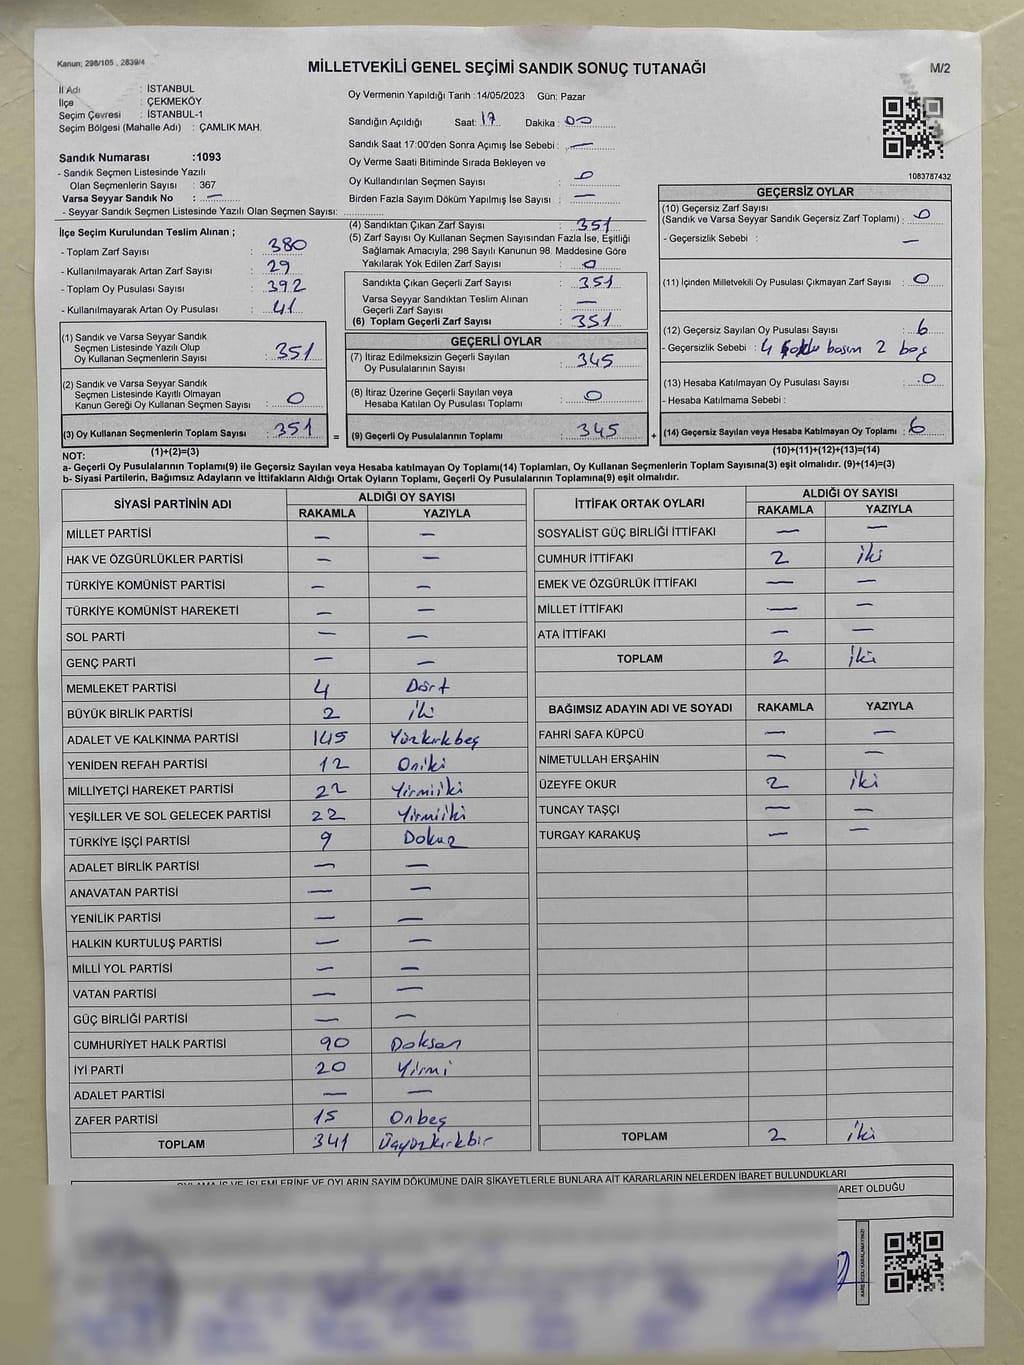 Kanun: 298/105 , 2839/4
MİLLETVEKİLİ GENEL SEÇİMİ SANDIK SONUÇ TUTANAĞI
M/2
İl Adı : İSTANBUL
İlçe : ÇEKMEKÖY
Seçim Çevresi : İSTANBUL-1
Seçim Bölgesi (Mahalle Adı) : ÇAMLIK MAH.
Sandık Numarası :1093
- Sandık Seçmen Listesinde Yazılı
Olan Seçmenlerin Sayısı : 367
Varsa Seyyar Sandık No : —
- Seyyar Sandık Seçmen Listesinde Yazılı Olan Seçmen Sayısı:
Oy Vermenin Yapıldığı Tarih :14/05/2023 Gün: Pazar
Sandığın Açıldığı Saat: 17 Dakika : 00
Sandık Saat 17:00'den Sonra Açımış İse Sebebi : —
Oy Verme Saati Bitiminde Sırada Bekleyen ve
Oy Kullandırılan Seçmen Sayısı : 0
Birden Fazla Sayım Döküm Yapılmış İse Sayısı : —
1083787432
İlçe Seçim Kurulundan Teslim Alınan ;
- Toplam Zarf Sayısı : 380
- Kullanılmayarak Artan Zarf Sayısı : 29
- Toplam Oy Pusulası Sayısı : 392
- Kullanılmayarak Artan Oy Pusulası : 41
(4) Sandıktan Çıkan Zarf Sayısı : 351
(5) Zarf Sayısı Oy Kullanan Seçmen Sayısından Fazla İse, Eşitliği
Sağlamak Amacıyla; 298 Sayılı Kanunun 98. Maddesine Göre
Yakılarak Yok Edilen Zarf Sayısı : 0
Sandıkta Çıkan Geçerli Zarf Sayısı : 351
Varsa Seyyar Sandıktan Teslim Alınan
Geçerli Zarf Sayısı : —
(6) Toplam Geçerli Zarf Sayısı : 351
GEÇERSİZ OYLAR
(10) Geçersiz Zarf Sayısı
(Sandık ve Varsa Seyyar Sandık Geçersiz Zarf Toplamı) : 0
- Geçersizlik Sebebi : —
(11) İçinden Milletvekili Oy Pusulası Çıkmayan Zarf Sayısı : 0
(12) Geçersiz Sayılan Oy Pusulası Sayısı : 6
- Geçersizlik Sebebi : 4 basım 2 boş
(13) Hesaba Katılmayan Oy Pusulası Sayısı : 0
- Hesaba Katılmama Sebebi :
(14) Geçersiz Sayılan veya Hesaba Katılmayan Oy Toplamı : 6
(10)+(11)+(12)+(13)=(14)
(1) Sandık ve Varsa Seyyar Sandık
Seçmen Listesinde Yazılı Olup
Oy Kullanan Seçmenlerin Sayısı : 351
(2) Sandık ve Varsa Seyyar Sandık
Seçmen Listesinde Kayıtlı Olmayan
Kanun Gereği Oy Kullanan Seçmen Sayısı : 0
(3) Oy Kullanan Seçmenlerin Toplam Sayısı : 351 =
(1)+(2)=(3)
GEÇERLİ OYLAR
(7) İtiraz Edilmeksizin Geçerli Sayılan
Oy Pusulalarının Sayısı : 345
(8) İtiraz Üzerine Geçerli Sayılan veya
Hesaba Katılan Oy Pusulası Toplamı : 0
(9) Geçerli Oy Pusulalarının Toplamı : 345 +
NOT:
a- Geçerli Oy Pusulalarının Toplamı(9) ile Geçersiz Sayılan veya Hesaba katılmayan Oy Toplamı(14) Toplamları, Oy Kullanan Seçmenlerin Toplam Sayısına(3) eşit olmalıdır. (9)+(14)=(3)
b- Siyasi Partilerin, Bağımsız Adayların ve İttifakların Aldığı Ortak Oyların Toplamı, Geçerli Oy Pusulalarının Toplamına(9) eşit olmalıdır.
SİYASİ PARTİNİN ADI ALDIĞI OY SAYISI
RAKAMLA YAZIYLA
MİLLET PARTİSİ — —
HAK VE ÖZGÜRLÜKLER PARTİSİ — —
TÜRKİYE KOMÜNİST PARTİSİ — —
TÜRKİYE KOMÜNİST HAREKETİ — —
SOL PARTİ — —
GENÇ PARTİ — —
MEMLEKET PARTİSİ 4 Dört
BÜYÜK BİRLİK PARTİSİ 2 iki
ADALET VE KALKINMA PARTİSİ 145 Yüzkırkbeş
YENİDEN REFAH PARTİSİ 12 Oniki
MİLLİYETÇİ HAREKET PARTİSİ 22 Yirmiiki
YEŞİLLER VE SOL GELECEK PARTİSİ 22 Yirmiiki
TÜRKİYE İŞÇİ PARTİSİ 9 Dokuz
ADALET BİRLİK PARTİSİ — —
ANAVATAN PARTİSİ — —
YENİLİK PARTİSİ — —
HALKIN KURTULUŞ PARTİSİ — —
MİLLİ YOL PARTİSİ — —
VATAN PARTİSİ — —
GÜÇ BİRLİĞİ PARTİSİ — —
CUMHURİYET HALK PARTİSİ 90 Doksan
İYİ PARTİ 20 Yirmi
ADALET PARTİSİ — —
ZAFER PARTİSİ 15 Onbeş
TOPLAM 341 Üçyüzkırkbir
İTTİFAK ORTAK OYLARI ALDIĞI OY SAYISI
RAKAMLA YAZIYLA
SOSYALİST GÜÇ BİRLİĞİ İTTİFAKI — —
CUMHUR İTTİFAKI 2 iki
EMEK VE ÖZGÜRLÜK İTTİFAKI — —
MİLLET İTTİFAKI — —
ATA İTTİFAKI — —
TOPLAM 2 iki
BAĞIMSIZ ADAYIN ADI VE SOYADI RAKAMLA YAZIYLA
FAHRİ SAFA KÜPCÜ — —
NİMETULLAH ERŞAHİN — —
ÜZEYFE OKUR 2 iki
TUNCAY TAŞÇI — —
TURGAY KARAKUŞ — —
TOPLAM 2 iki
OYLAMA İŞ VE İŞLEMLERİNE VE OYLARIN SAYIM DÖKÜMÜNE DAİR ŞİKAYETLERLE BUNLARA AİT KARARLARIN NELERDEN İBARET BULUNDUKLARI
ARET OLDUĞU